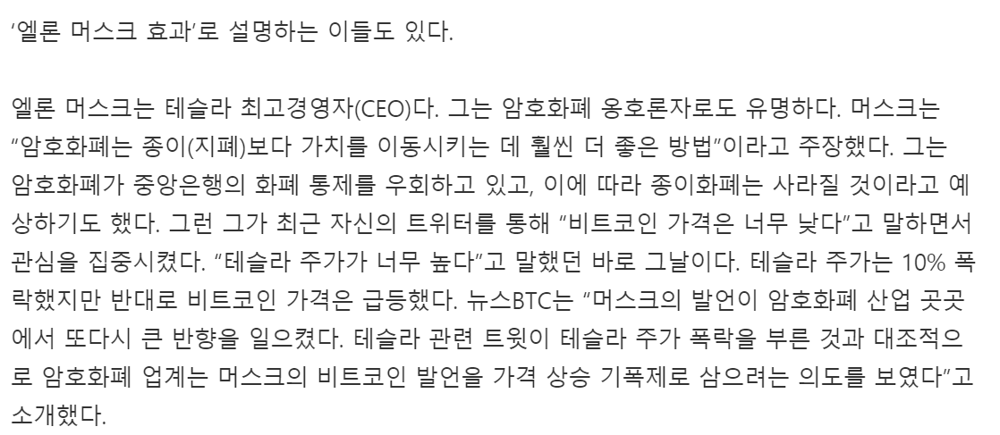 ‘엘론 머스크 효과’로 설명하는 이들도 있다.
엘론 머스크는 테슬라 최고경영자(CEO)다. 그는 암호화폐 옹호론자로도 유명하다. 머스크는
“암호화폐는 종이(지폐)보다 가치를 이동시키는 데 훨씬 더 좋은 방법”이라고 주장했다. 그는
암호화폐가 중앙은행의 화폐 통제를 우회하고 있고, 이에 따라 종이화폐는 사라질 것이라고 예
상하기도 했다. 그런 그가 최근 자신의 트위터를 통해 “비트코인 가격은 너무 낮다”고 말하면서
관심을 집중시켰다. “테슬라 주가가 너무 높다”고 말했던 바로 그날이다. 테슬라 주가는 10% 폭
락했지만 반대로 비트코인 가격은 급등했다. 뉴스BTC는 “머스크의 발언이 암호화폐 산업 곳곳
에서 또다시 큰 반향을 일으켰다. 테슬라 관련 트윗이 테슬라 주가 폭락을 부른 것과 대조적으
로 암호화폐 업계는 머스크의 비트코인 발언을 가격 상승 기폭제로 삼으려는 의도를 보였다”고
소개했다.